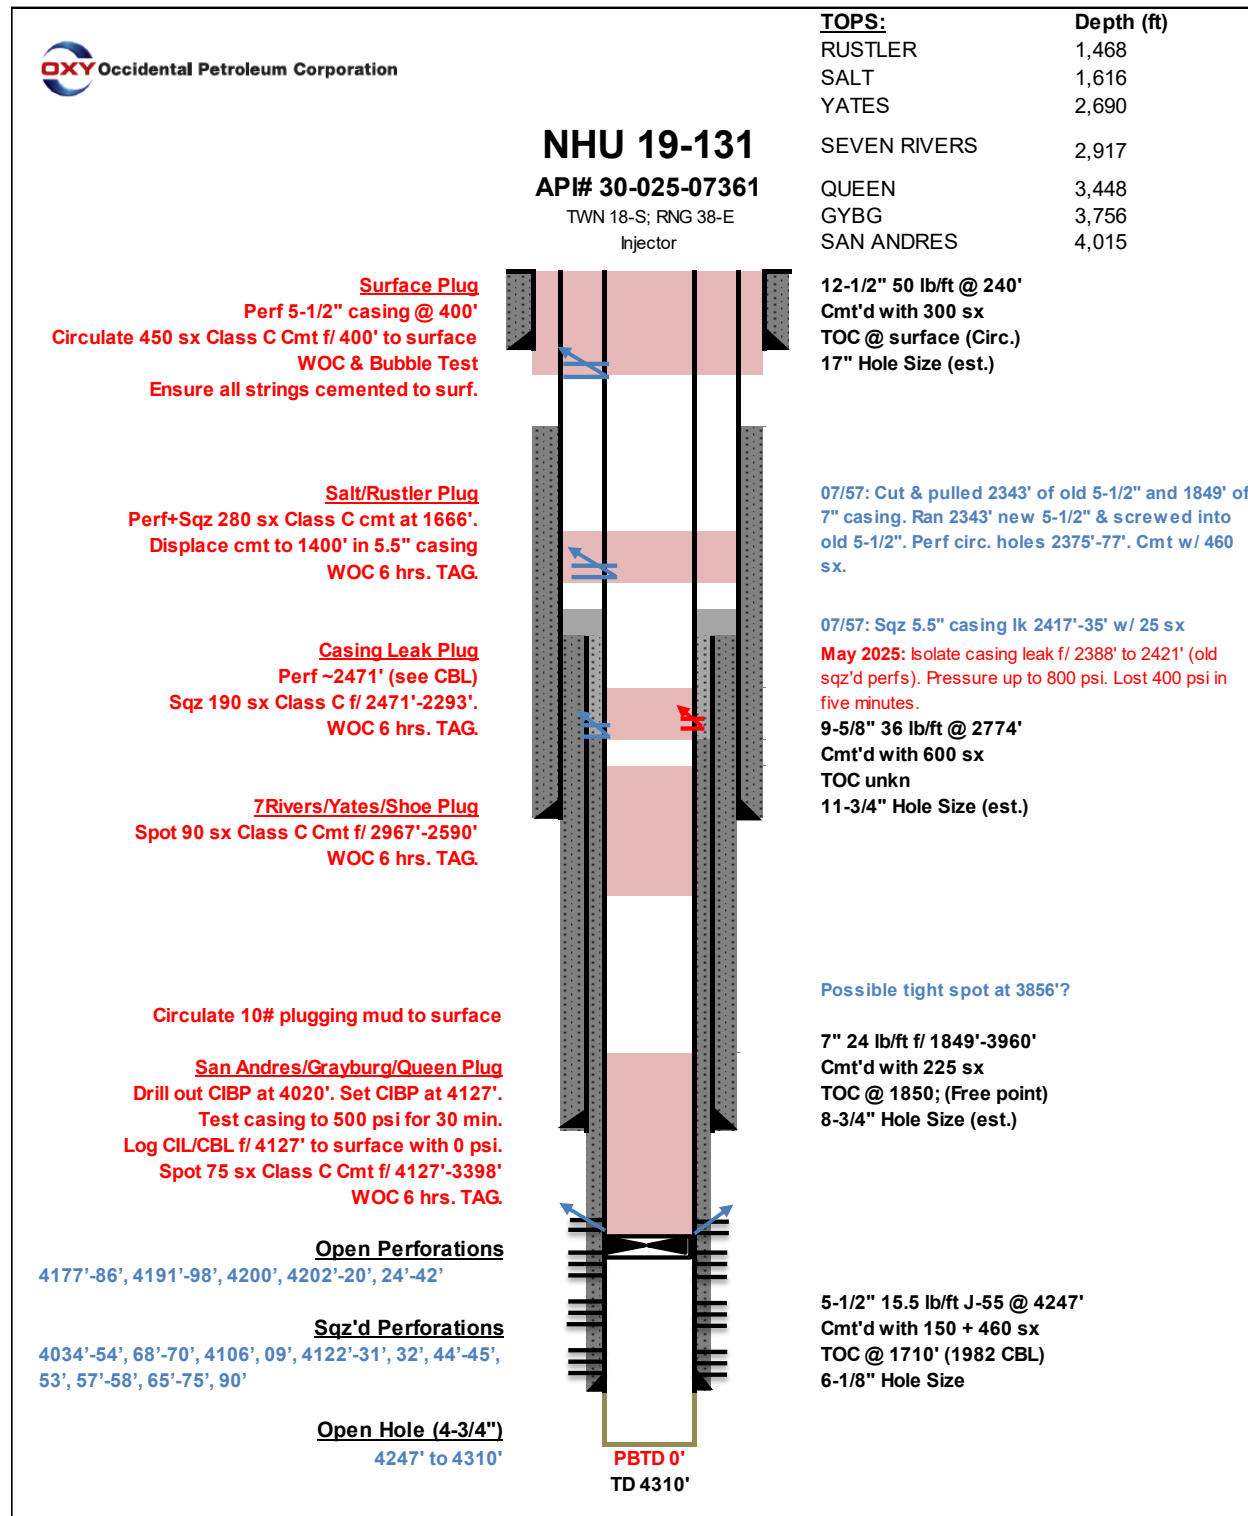 OXY Occidental Petroleum Corporation
TOPS: Depth (ft)
RUSTLER 1,468
SALT 1,616
YATES 2,690
SEVEN RIVERS 2,917
QUEEN 3,448
GYBG 3,756
SAN ANDRES 4,015
NHU 19-131
API# 30-025-07361
TWN 18-S; RNG 38-E
Injector
Surface Plug
Perf 5-1/2" casing @ 400'
Circulate 450 sx Class C Cmt f/ 400' to surface
WOC & Bubble Test
Ensure all strings cemented to surf.
12-1/2" 50 lb/ft @ 240'
Cmt'd with 300 sx
TOC @ surface (Circ.)
17" Hole Size (est.)
Salt/Rustler Plug
Perf+Sqz 280 sx Class C cmt at 1666'.
Displace cmt to 1400' in 5.5" casing
WOC 6 hrs. TAG.
07/57: Cut & pulled 2343' of old 5-1/2" and 1849' of
7" casing. Ran 2343' new 5-1/2" & screwed into
old 5-1/2". Perf circ. holes 2375'-77'. Cmt w/ 460
sx.
07/57: Sqz 5.5" casing lk 2417'-35' w/ 25 sx
May 2025: Isolate casing leak f/ 2388' to 2421' (old
sqz'd perfs). Pressure up to 800 psi. Lost 400 psi in
five minutes.
Casing Leak Plug
Perf ~2471' (see CBL)
Sqz 190 sx Class C f/ 2471'-2293'.
WOC 6 hrs. TAG.
9-5/8" 36 lb/ft @ 2774'
Cmt'd with 600 sx
TOC unkn
11-3/4" Hole Size (est.)
7Rivers/Yates/Shoe Plug
Spot 90 sx Class C Cmt f/ 2967'-2590'
WOC 6 hrs. TAG.
Possible tight spot at 3856'?
Circulate 10# plugging mud to surface
7" 24 lb/ft f/ 1849'-3960'
Cmt'd with 225 sx
TOC @ 1850; (Free point)
8-3/4" Hole Size (est.)
San Andres/Grayburg/Queen Plug
Drill out CIBP at 4020'. Set CIBP at 4127'.
Test casing to 500 psi for 30 min.
Log CIL/CBL f/ 4127' to surface with 0 psi.
Spot 75 sx Class C Cmt f/ 4127'-3398'
WOC 6 hrs. TAG.
Open Perforations
4177’-86’, 4191’-98’, 4200’, 4202’-20’, 24’-42’
Sqz'd Perforations
4034’-54’, 68’-70’, 4106’, 09’, 4122’-31’, 32’, 44’-45’,
53’, 57’-58’, 65’-75’, 90’
5-1/2" 15.5 lb/ft J-55 @ 4247'
Cmt'd with 150 + 460 sx
TOC @ 1710' (1982 CBL)
6-1/8" Hole Size
Open Hole (4-3/4")
4247' to 4310'
PBTD 0'
TD 4310'